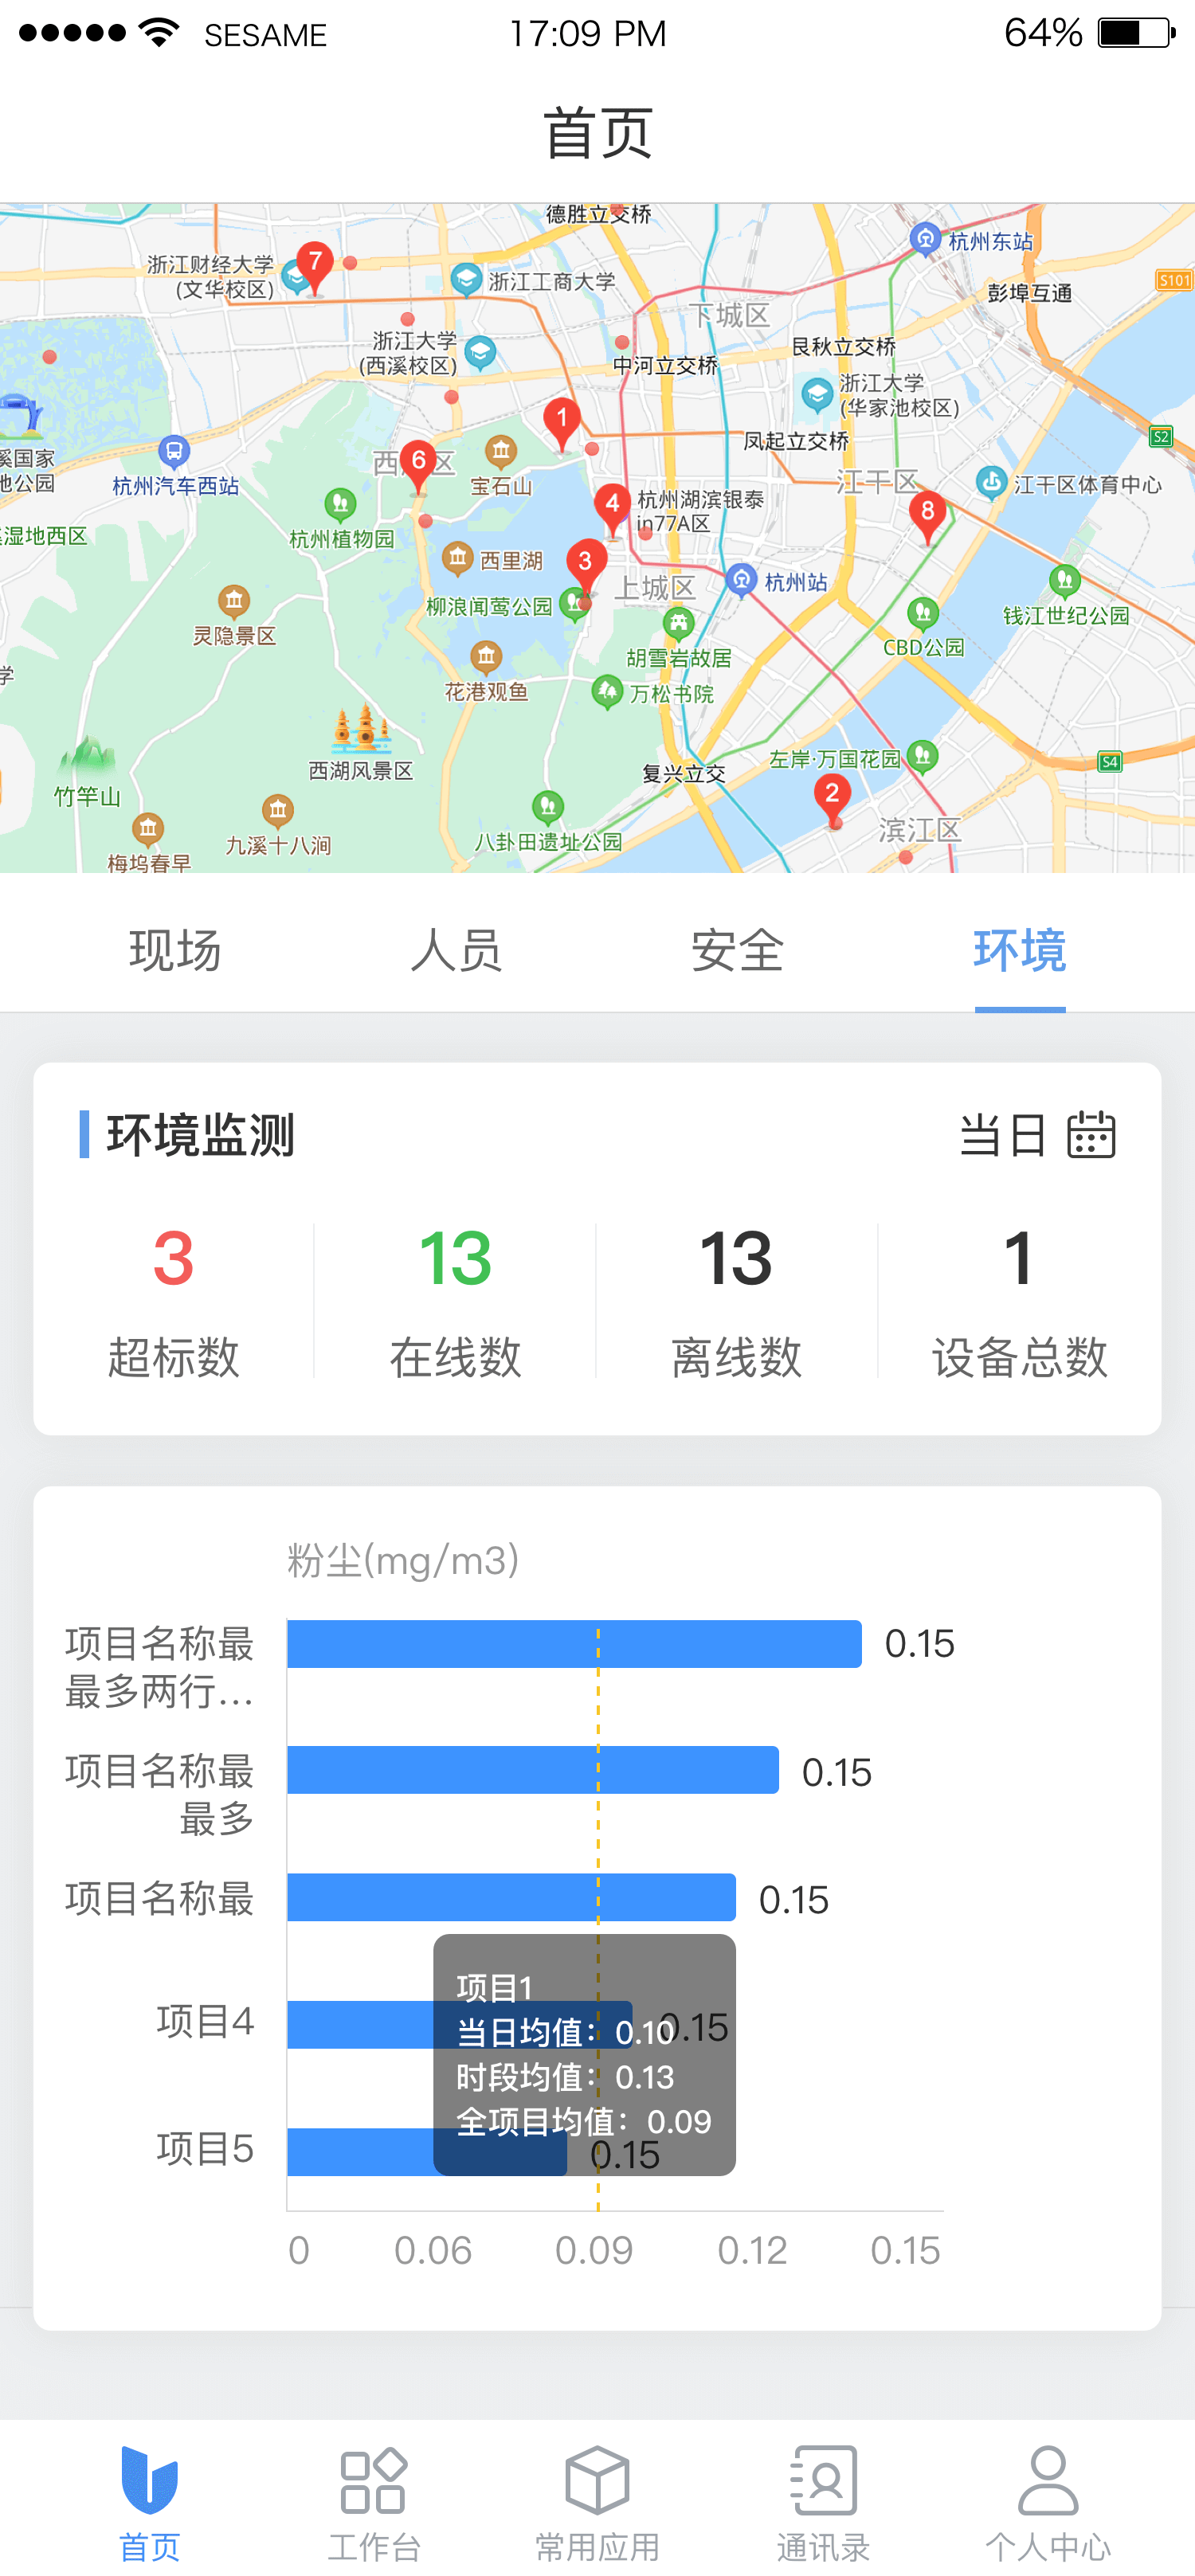 SESAME 17:09 PM 64%
首页
德胜立交桥
杭州东站
浙江财经大学
(文华校区)
7
浙江工商大学
S101
彭埠互通
下城区
浙江大学
(西溪校区)
中河立交桥
艮秋立交桥
浙江大学
(华家池校区)
1
凤起立交桥
S2
溪国家
地公园
杭州汽车西站
6
宝石山
江干区
江干区体育中心
4
杭州湖滨银泰
in77A区
8
湿地西区
杭州植物园
西里湖
3
上城区
杭州站
灵隐景区
柳浪闻莺公园
钱江世纪公园
CBD公园
胡雪岩故居
学
花港观鱼
万松书院
西湖风景区
复兴立交
左岸·万国花园
S4
竹竿山
2
九溪十八涧
八卦田遗址公园
滨江区
梅坞春早
现场 人员 安全 环境
环境监测 当日
3 13 13 1
超标数 在线数 离线数 设备总数
粉尘(mg/m3)
项目名称最
最多两行...
0.15
项目名称最
最多
0.15
项目名称最
0.15
项目4
0.15
项目1
当日均值：0.10
时段均值：0.13
全项目均值：0.09
项目5
0.15
0 0.06 0.09 0.12 0.15
首页 工作台 常用应用 通讯录 个人中心